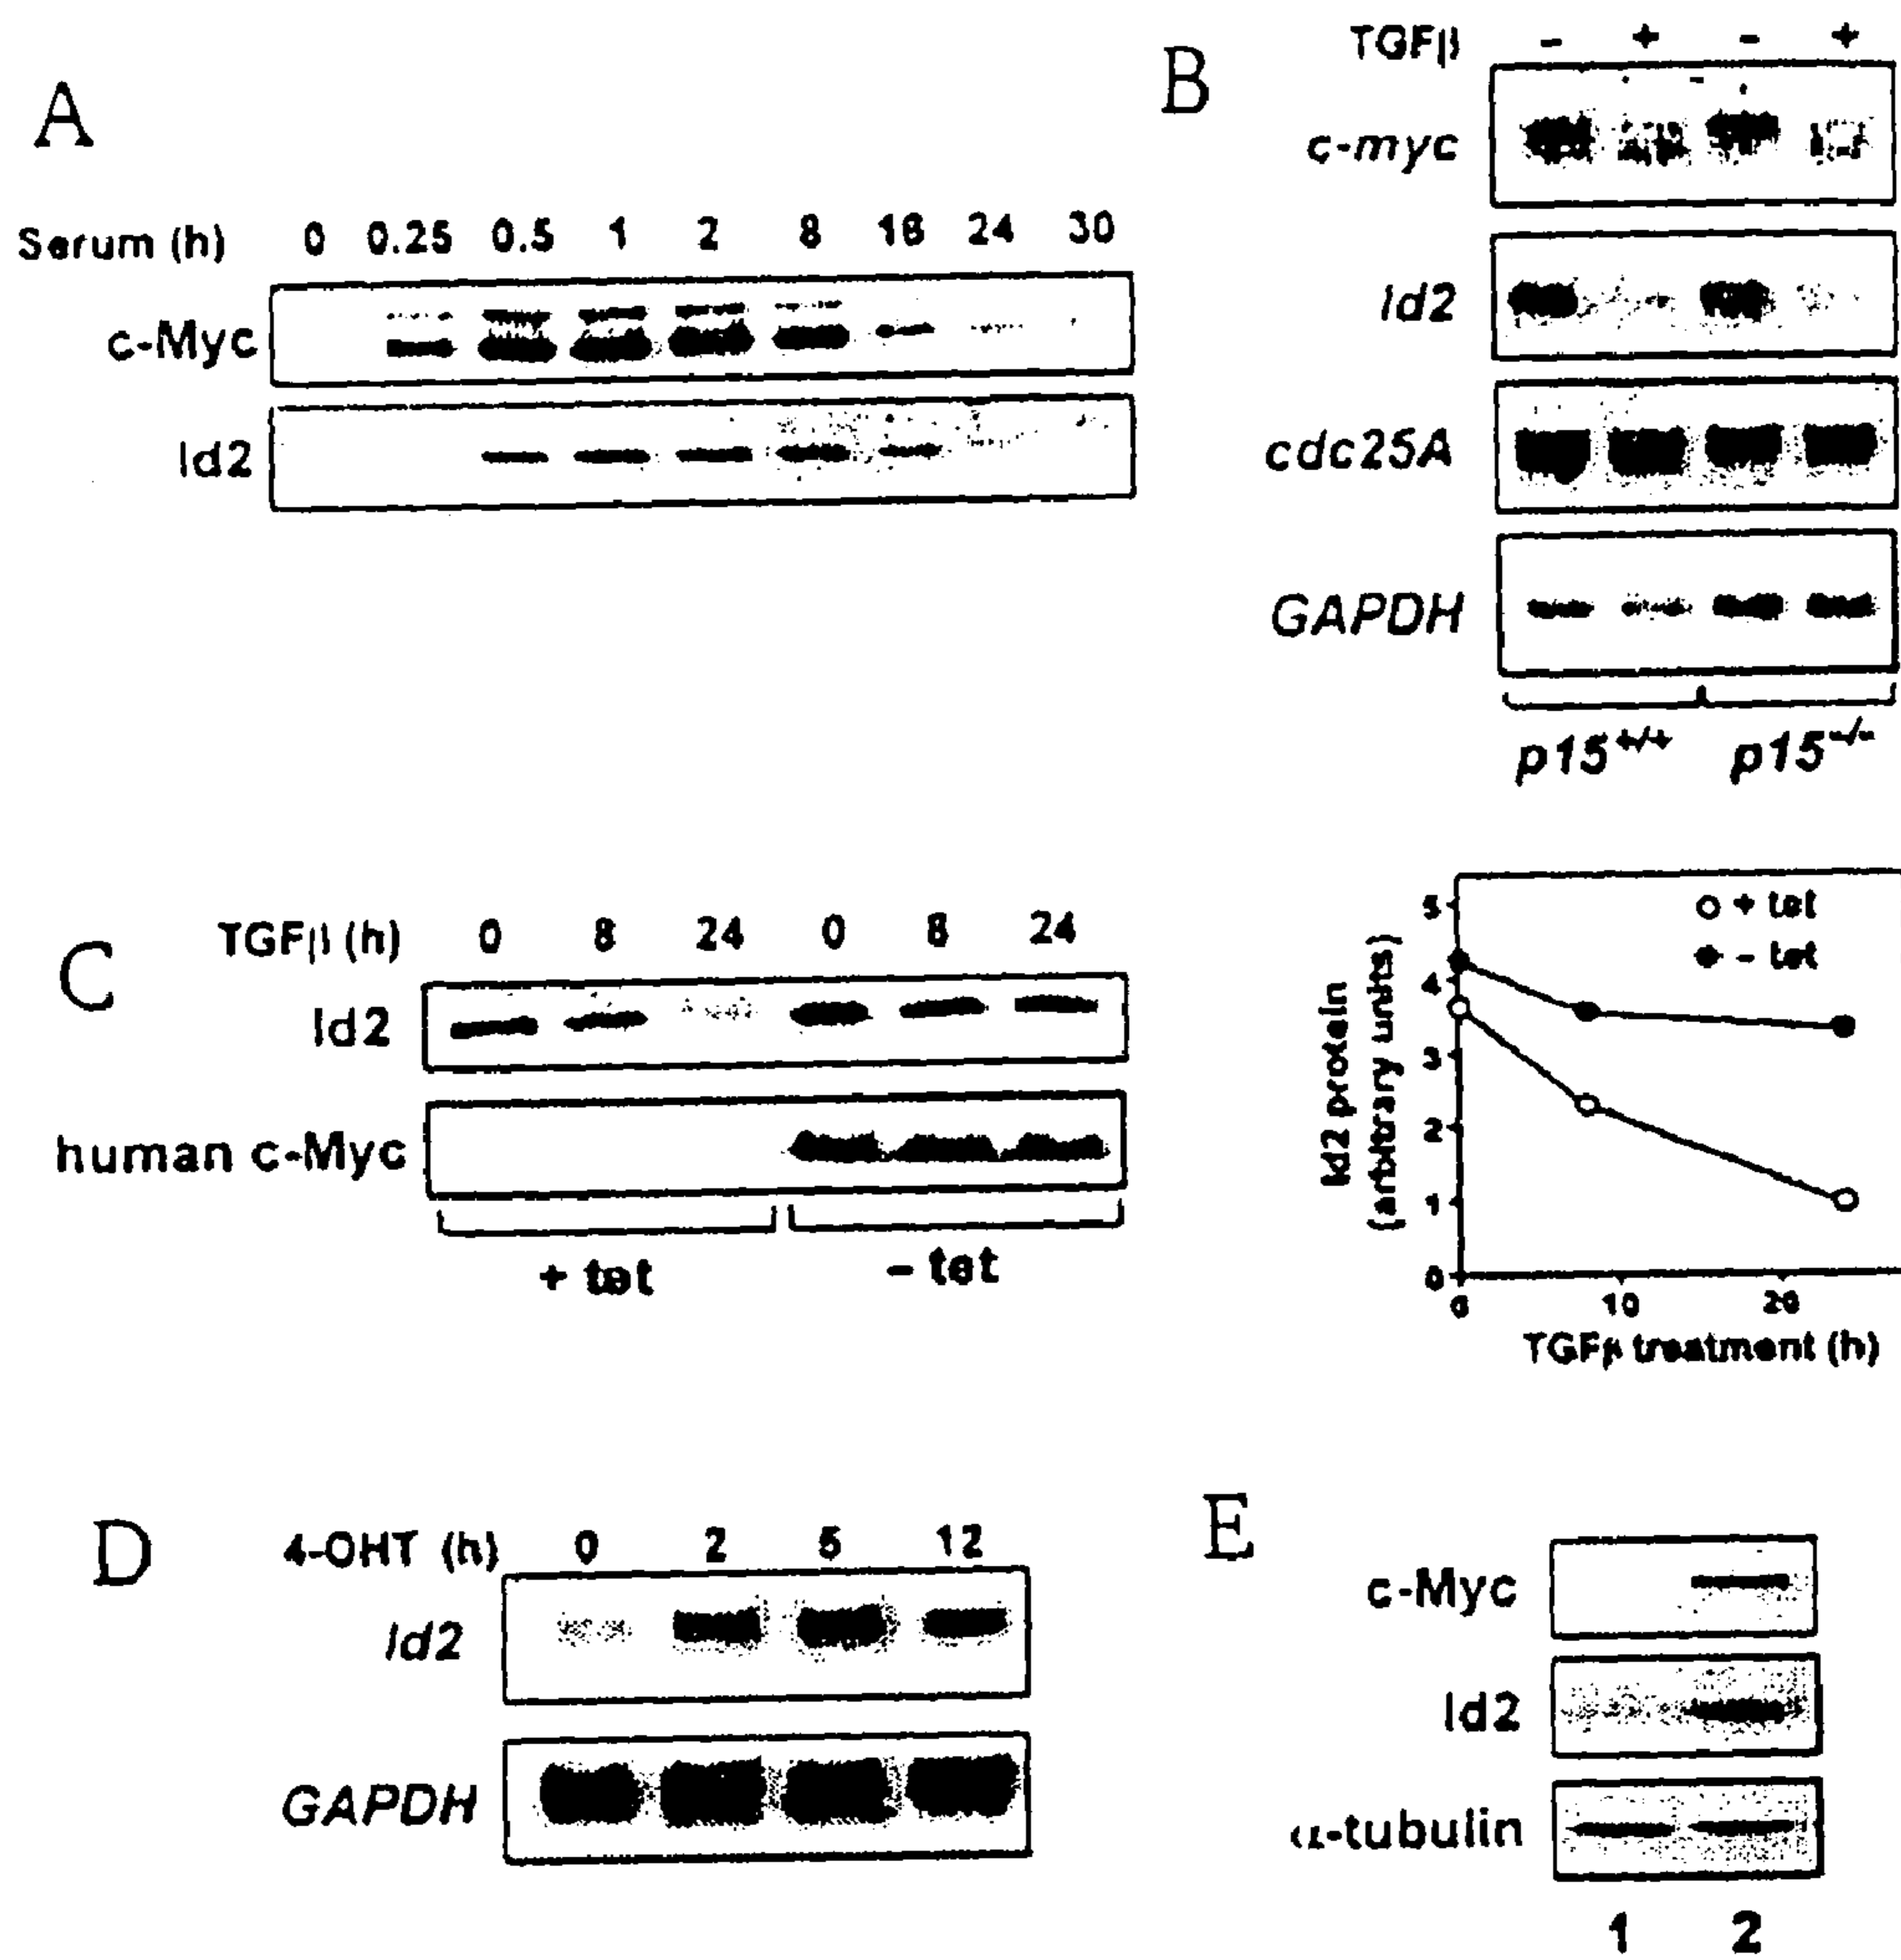 A
Serum (h) 0 0.25 0.5 1 2 8 16 24 30
c-Myc
Id2
B
TGFβ - + - +
c-myc
Id2
cdc25A
GAPDH
p15+/+ p15-/-
C
TGFβ (h) 0 8 24 0 8 24
Id2
human c-Myc
+ tet - tet
Id2 protein
(arbitrary units)
5
4
3
2
1
0
o + tet
● - tet
0 10 20
TGFβ treatment (h)
D
4-OHT (h) 0 2 5 12
Id2
GAPDH
E
c-Myc
Id2
α-tubulin
1 2